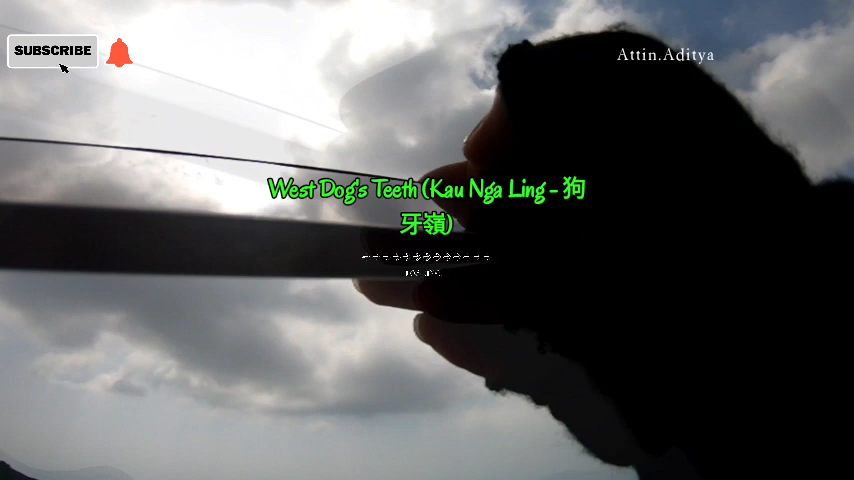 SUBSCRIBE
Attin.Aditya
West Dog's Teeth (Kau Nga Ling - 狗
牙嶺)